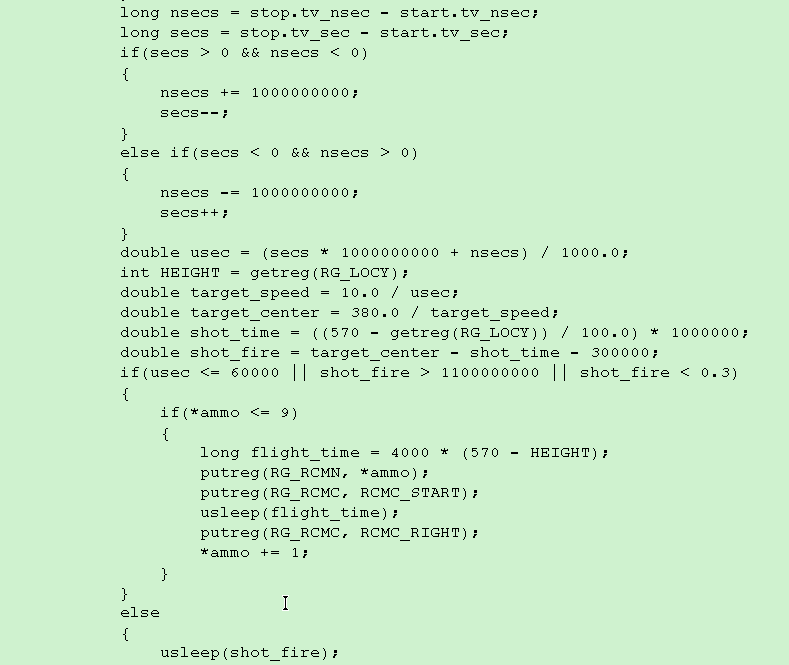 long nsecs = stop.tv_nsec - start.tv_nsec;
long secs = stop.tv_sec - start.tv_sec;
if(secs > 0 && nsecs < 0)
{
nsecs += 1000000000;
secs--;
}
else if(secs < 0 && nsecs > 0)
{
nsecs -= 1000000000;
secs++;
}
double usec = (secs * 1000000000 + nsecs) / 1000.0;
int HEIGHT = getreg(RG_LOCY);
double target_speed = 10.0 / usec;
double target_center = 380.0 / target_speed;
double shot_time = ((570 - getreg(RG_LOCY)) / 100.0) * 1000000;
double shot_fire = target_center - shot_time - 300000;
if(usec <= 60000 || shot_fire > 1100000000 || shot_fire < 0.3)
{
if(*ammo <= 9)
{
long flight_time = 4000 * (570 - HEIGHT);
putreg(RG_RCMN, *ammo);
putreg(RG_RCMC, RCMC_START);
usleep(flight_time);
putreg(RG_RCMC, RCMC_RIGHT);
*ammo += 1;
}
}
else
{
usleep(shot_fire);